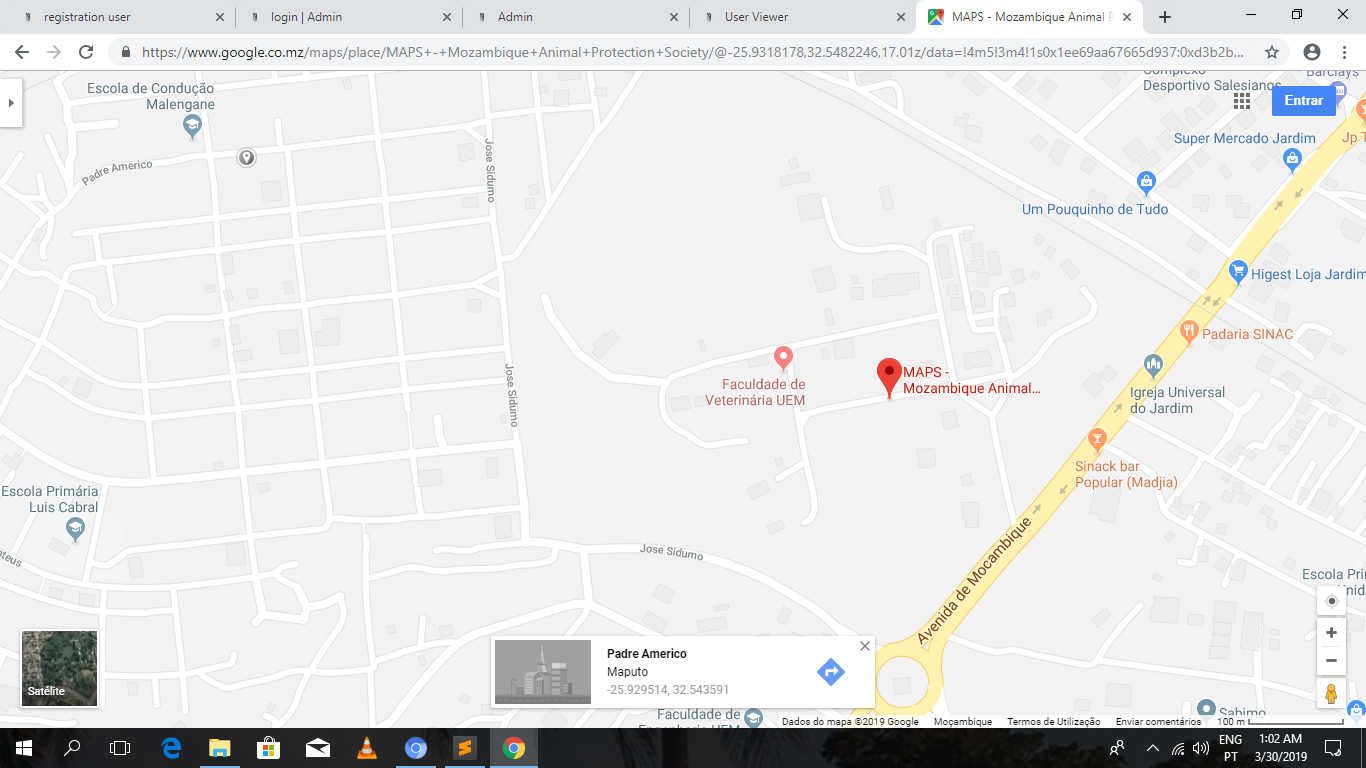 registration user
login | Admin
Admin
User Viewer
MAPS - Mozambique Animal P
https://www.google.co.mz/maps/place/MAPS+-+Mozambique+Animal+Protection+Society/@-25.9318178,32.5482246,17.01z/data=!4m5!3m4!1s0x1ee69aa67665d937:0xd3b2b...
Escola de Condução
Malengane
Complexo
Desportivo Salesianos
Barclays
Entrar
Super Mercado Jardim
Jp T
Padre Americo
Jose Sidumo
Um Pouquinho de Tudo
Higest Loja Jardim
Padaria SINAC
Faculdade de
Veterinária UEM
MAPS -
Mozambique Animal...
Jose Sidumo
Igreja Universal
do Jardim
Sinack bar
Popular (Madjia)
Escola Primária
Luis Cabral
ateus
Jose Sidumo
Avenida de Mocambique
Escola Pri
Unid
Satélite
Padre Americo
Maputo
-25.929514, 32.543591
Faculdade de
Engenharia UEM
Sabimo
Dados do mapa ©2019 Google
Moçambique
Termos de Utilização
Enviar comentários
100 m
ENG
PT
1:02 AM
3/30/2019